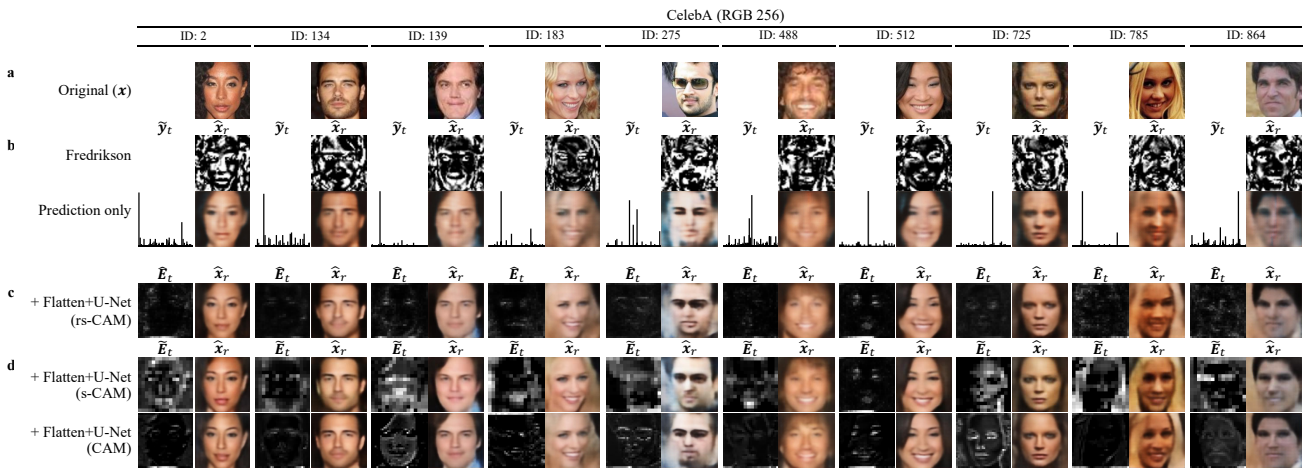 CelebA (RGB 256)
ID: 2 ID: 134 ID: 139 ID: 183 ID: 275 ID: 488 ID: 512 ID: 725 ID: 785 ID: 864
a
Original (𝒙)
ỹₜ x̂ᵣ ỹₜ x̂ᵣ ỹₜ x̂ᵣ ỹₜ x̂ᵣ ỹₜ x̂ᵣ ỹₜ x̂ᵣ ỹₜ x̂ᵣ ỹₜ x̂ᵣ ỹₜ x̂ᵣ ỹₜ x̂ᵣ
b
Fredrikson
Prediction only
Êₜ x̂ᵣ Êₜ x̂ᵣ Êₜ x̂ᵣ Êₜ x̂ᵣ Êₜ x̂ᵣ Êₜ x̂ᵣ Êₜ x̂ᵣ Êₜ x̂ᵣ Êₜ x̂ᵣ Êₜ x̂ᵣ
c
+ Flatten+U-Net
(rs-CAM)
Ẽₜ x̂ᵣ Ẽₜ x̂ᵣ Ẽₜ x̂ᵣ Ẽₜ x̂ᵣ Ẽₜ x̂ᵣ Ẽₜ x̂ᵣ Ẽₜ x̂ᵣ Ẽₜ x̂ᵣ Ẽₜ x̂ᵣ Ẽₜ x̂ᵣ
d
+ Flatten+U-Net
(s-CAM)
+ Flatten+U-Net
(CAM)